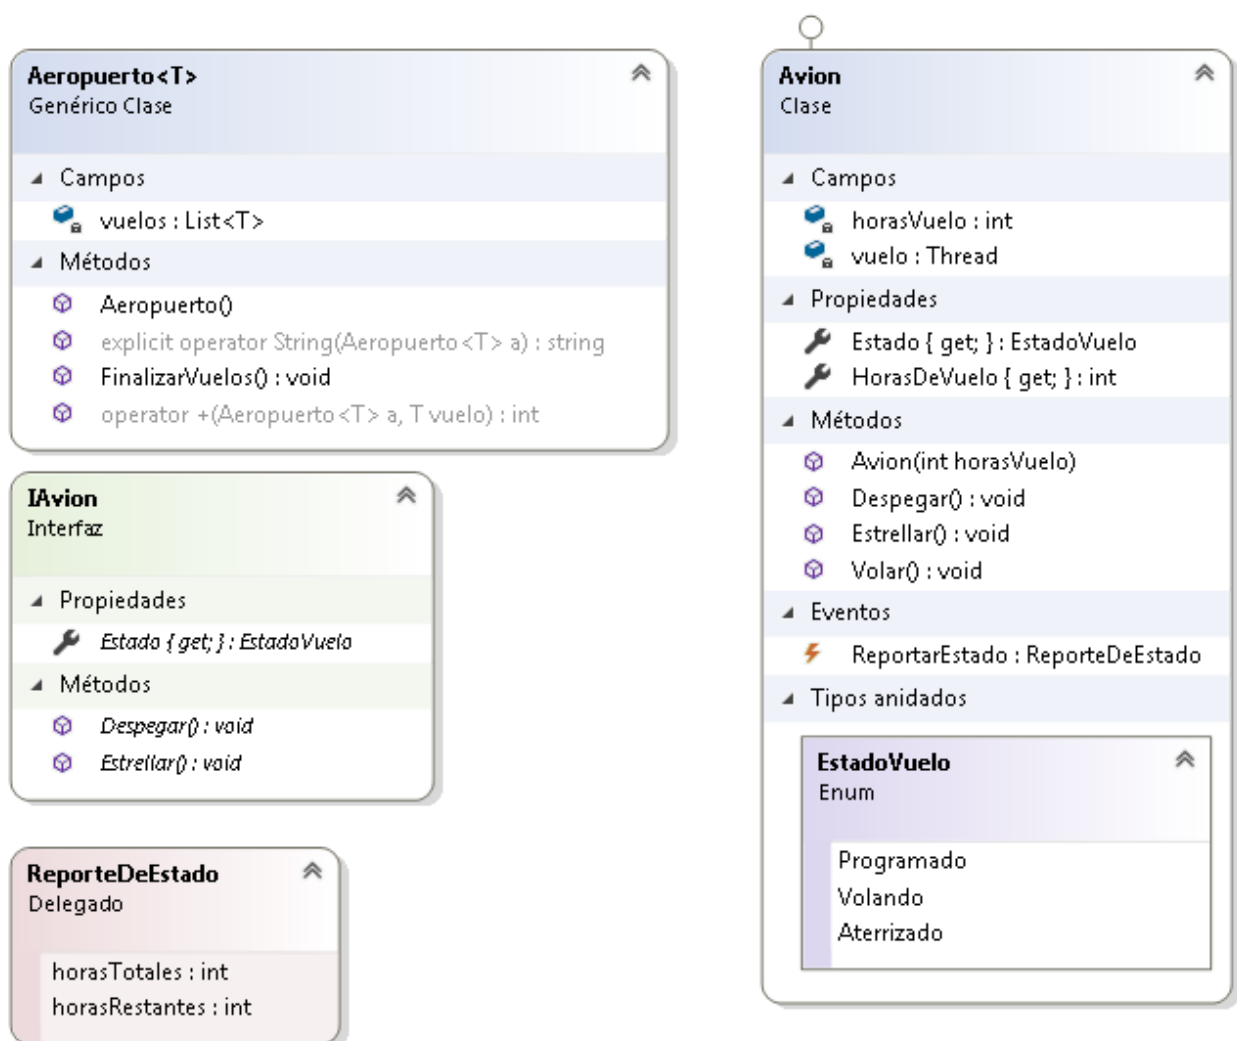 Aeropuerto<T>
Genérico Clase
Campos
vuelos : List<T>
Métodos
Aeropuerto()
explicit operator String(Aeropuerto<T> a) : string
FinalizarVuelos() : void
operator +(Aeropuerto<T> a, T vuelo) : int
IAvion
Interfaz
Propiedades
Estado { get; } : EstadoVuelo
Métodos
Despegar() : void
Estrellar() : void
ReporteDeEstado
Delegado
horasTotales : int
horasRestantes : int
Avion
Clase
Campos
horasVuelo : int
vuelo : Thread
Propiedades
Estado { get; } : EstadoVuelo
HorasDeVuelo { get; } : int
Métodos
Avion(int horasVuelo)
Despegar() : void
Estrellar() : void
Volar() : void
Eventos
ReportarEstado : ReporteDeEstado
Tipos anidados
EstadoVuelo
Enum
Programado
Volando
Aterrizado